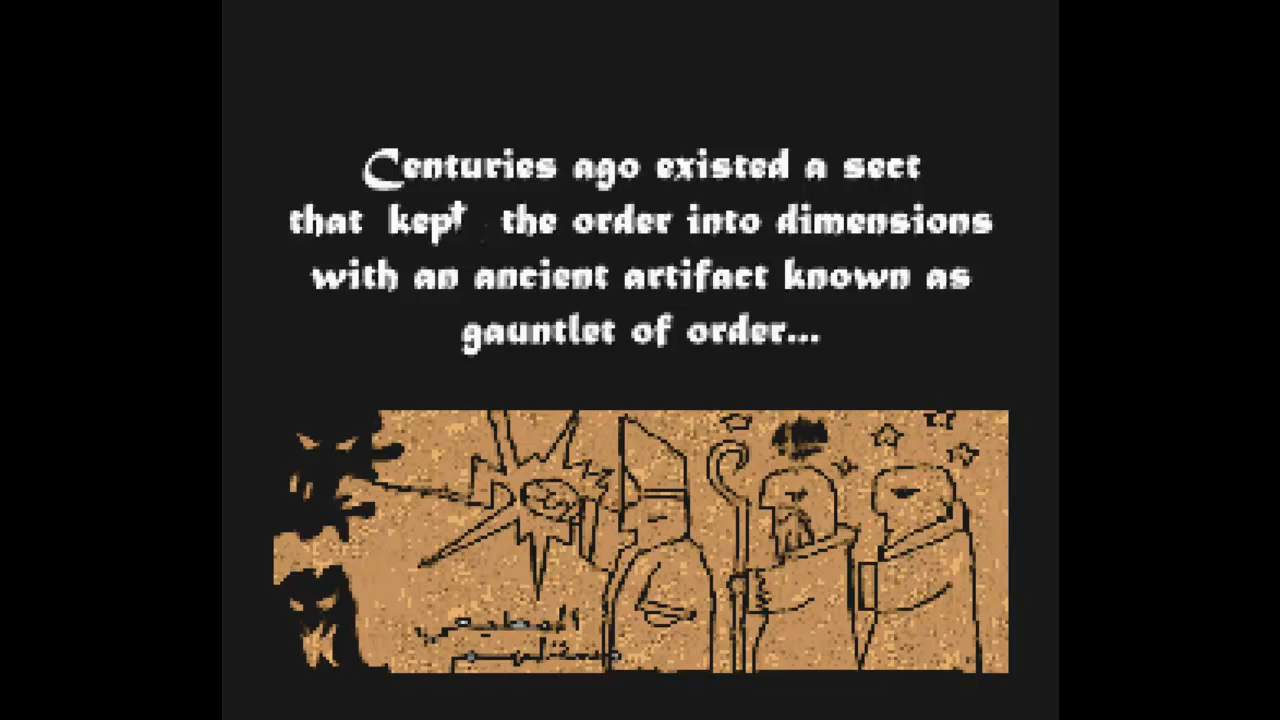 Centuries ago existed a sect
that kept the order into dimensions
with an ancient artifact known as
gauntlet of order...